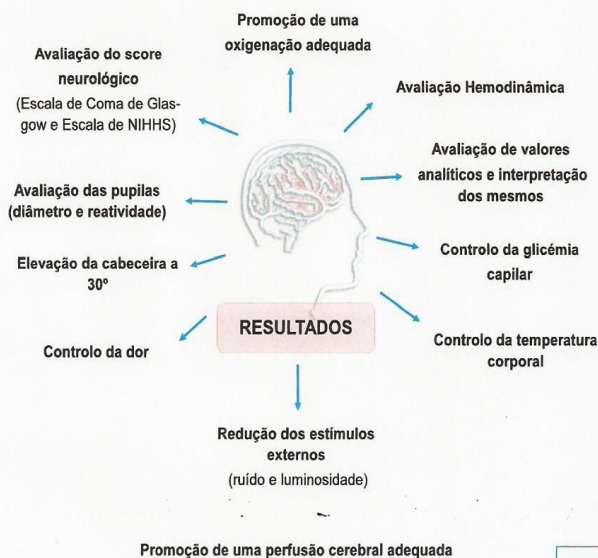 Promoção de uma
oxigenação adequada
Avaliação do score
neurológico
(Escala de Coma de Glas-
gow e Escala de NIHHS)
Avaliação Hemodinâmica
Avaliação de valores
analíticos e interpretação
dos mesmos
Avaliação das pupilas
(diâmetro e reatividade)
Controlo da glicémia
capilar
Elevação da cabeceira a
30º
RESULTADOS
Controlo da temperatura
corporal
Controlo da dor
Redução dos estímulos
externos
(ruído e luminosidade)
Promoção de uma perfusão cerebral adequada